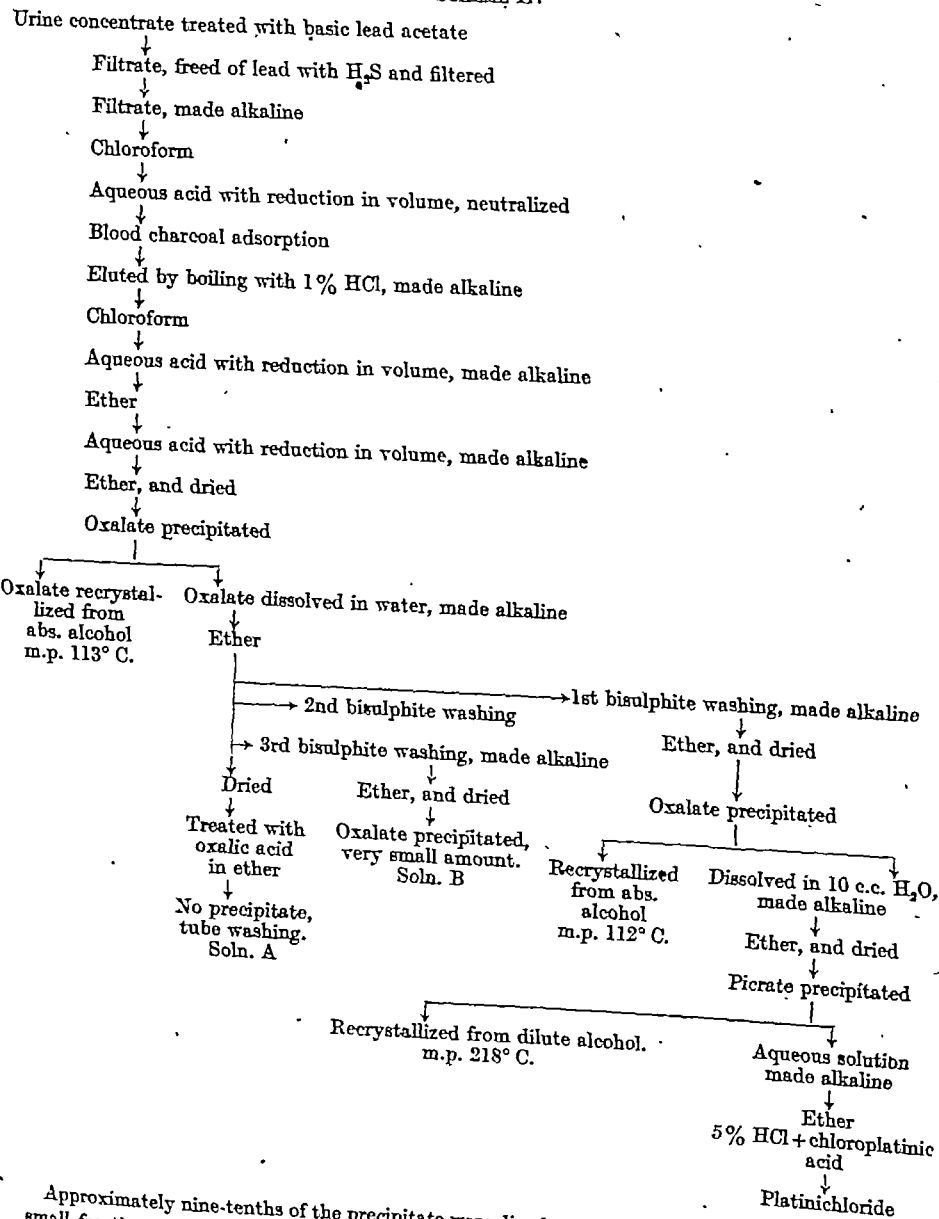 Urine concentrate treated with basic lead acetate
Filtrate, freed of lead with H₂S and filtered
Filtrate, made alkaline
Chloroform
Aqueous acid with reduction in volume, neutralized
Blood charcoal adsorption
Eluted by boiling with 1% HCl, made alkaline
Chloroform
Aqueous acid with reduction in volume, made alkaline
Ether
Aqueous acid with reduction in volume, made alkaline
Ether, and dried
Oxalate precipitated
Oxalate recrystal-
lized from
abs. alcohol
m.p. 113° C.
Oxalate dissolved in water, made alkaline
Ether
1st bisulphite washing, made alkaline
2nd bisulphite washing
3rd bisulphite washing, made alkaline
Dried
Treated with
oxalic acid
in ether
No precipitate,
tube washing.
Soln. A
Ether, and dried
Oxalate precipitated,
very small amount.
Soln. B
Ether, and dried
Oxalate precipitated
Recrystallized
from abs.
alcohol
m.p. 112° C.
Dissolved in 10 c.c. H₂O,
made alkaline
Ether, and dried
Picrate precipitated
Recrystallized from dilute alcohol.
m.p. 218° C.
Aqueous solution
made alkaline
Ether
5% HCl + chloroplatinic
acid
Platinichloride
Approximately nine-tenths of the precipitate